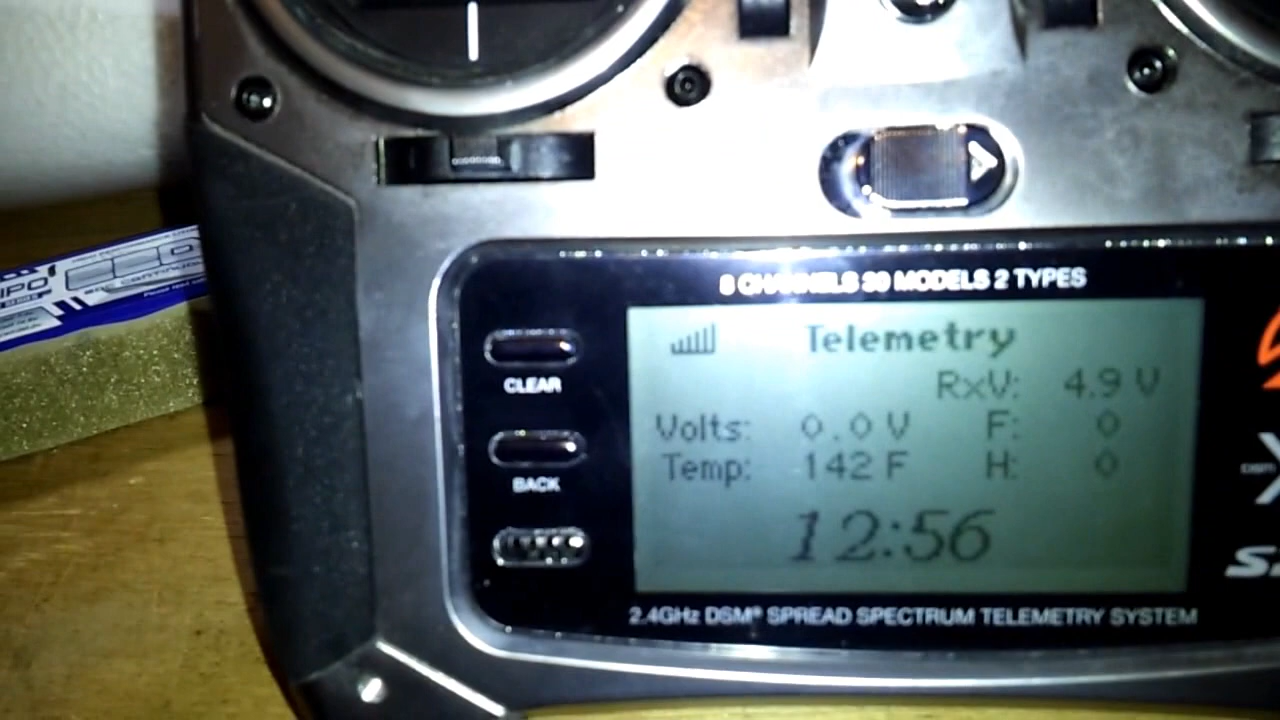 8 CHANNELS 30 MODELS 2 TYPES
Telemetry
RxV: 4.9 V
Volts: 0.0 V F: 0
Temp: 142 F H: 0
12:56
CLEAR
BACK
2.4GHz DSM® SPREAD SPECTRUM TELEMETRY SYSTEM